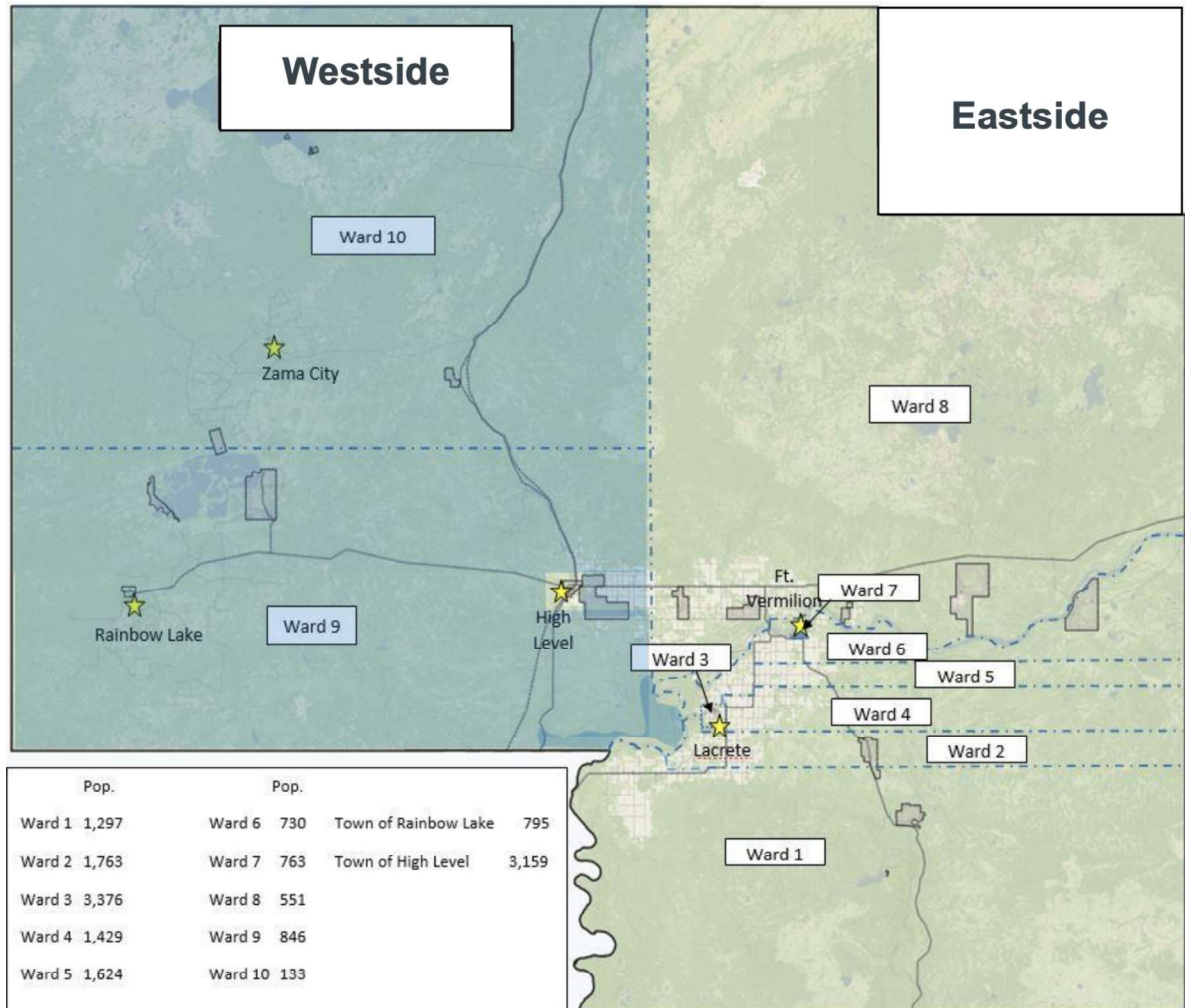 Westside
Eastside
Ward 10
Zama City
Ward 8
Ft.
Vermilion
Ward 7
High
Level
Rainbow Lake
Ward 9
Ward 6
Ward 3
Ward 5
Ward 4
Lacrete
Ward 2
Ward 1
Pop. Pop.
Ward 1 1,297 Ward 6 730 Town of Rainbow Lake 795
Ward 2 1,763 Ward 7 763 Town of High Level 3,159
Ward 3 3,376 Ward 8 551
Ward 4 1,429 Ward 9 846
Ward 5 1,624 Ward 10 133